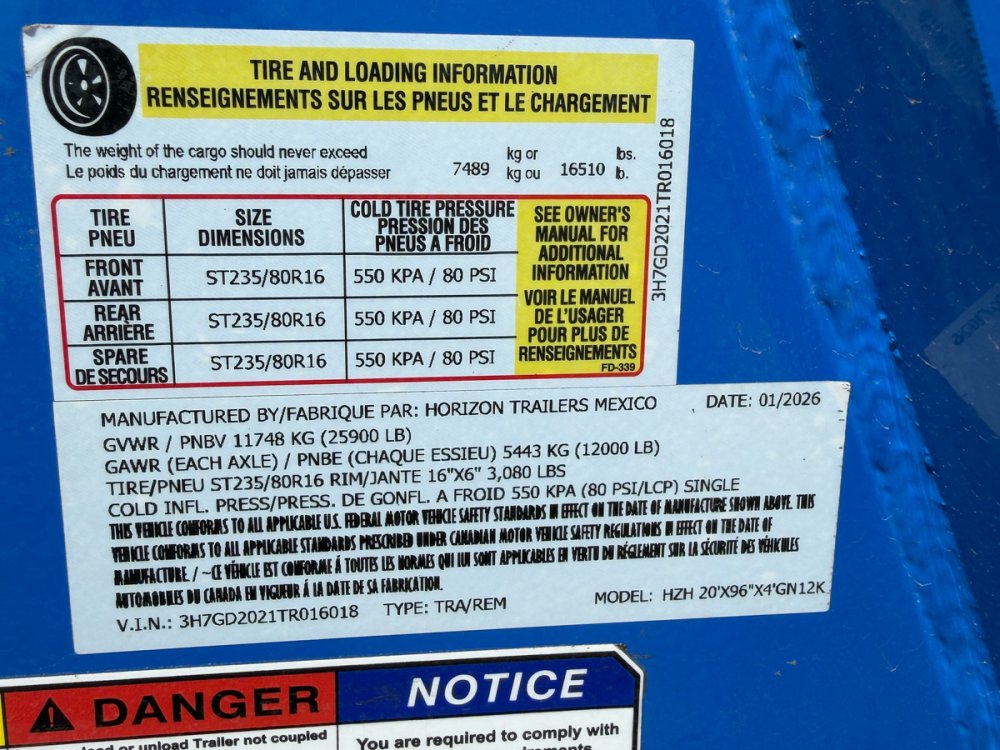 TIRE AND LOADING INFORMATION
RENSEIGNEMENTS SUR LES PNEUS ET LE CHARGEMENT
The weight of the cargo should never exceed 7489 kg or 16510 lbs.
Le poids du chargement ne doit jamais dépasser kg ou lb.
3H7GD2021TR016018
TIRE SIZE COLD TIRE PRESSURE
PNEU DIMENSIONS PRESSION DES
PNEUS A FROID
FRONT
AVANT ST235/80R16 550 KPA / 80 PSI
REAR
ARRIÈRE ST235/80R16 550 KPA / 80 PSI
SPARE
DE SECOURS ST235/80R16 550 KPA / 80 PSI
SEE OWNER'S
MANUAL FOR
ADDITIONAL
INFORMATION
VOIR LE MANUEL
DE L'USAGER
POUR PLUS DE
RENSEIGNEMENTS
FD-339
MANUFACTURED BY/FABRIQUE PAR: HORIZON TRAILERS MEXICO DATE: 01/2026
GVWR / PNBV 11748 KG (25900 LB)
GAWR (EACH AXLE) / PNBE (CHAQUE ESSIEU) 5443 KG (12000 LB)
TIRE/PNEU ST235/80R16 RIM/JANTE 16"X6" 3,080 LBS
COLD INFL. PRESS/PRESS. DE GONFL. A FROID 550 KPA (80 PSI/LCP) SINGLE
THIS VEHICLE CONFORMS TO ALL APPLICABLE U.S. FEDERAL MOTOR VEHICLE SAFETY STANDARDS IN EFFECT ON THE DATE OF MANUFACTURE SHOWN ABOVE. THIS
VEHICLE CONFORMS TO ALL APPLICABLE STANDARDS PRESCRIBED UNDER CANADIAN MOTOR VEHICLE SAFETY REGULATIONS IN EFFECT ON THE DATE OF
MANUFACTURE. / ~CE VÉHICLE EST CONFORME Á TOUTES LES NORMES QUI LUI SONT APPLICABLES EN VERTU DU RÉGLEMENT SUR LA SÉCURITÉ DES VÉHICULES
AUTOMOBILES DU CANADA EN VIGUEUR Á LA DATE DE SA FABRICATION.
V.I.N.: 3H7GD2021TR016018 TYPE: TRA/REM MODEL: HZH 20'X96"X4'GN12K
DANGER
NOTICE
or unload Trailer not coupled
You are required to comply with